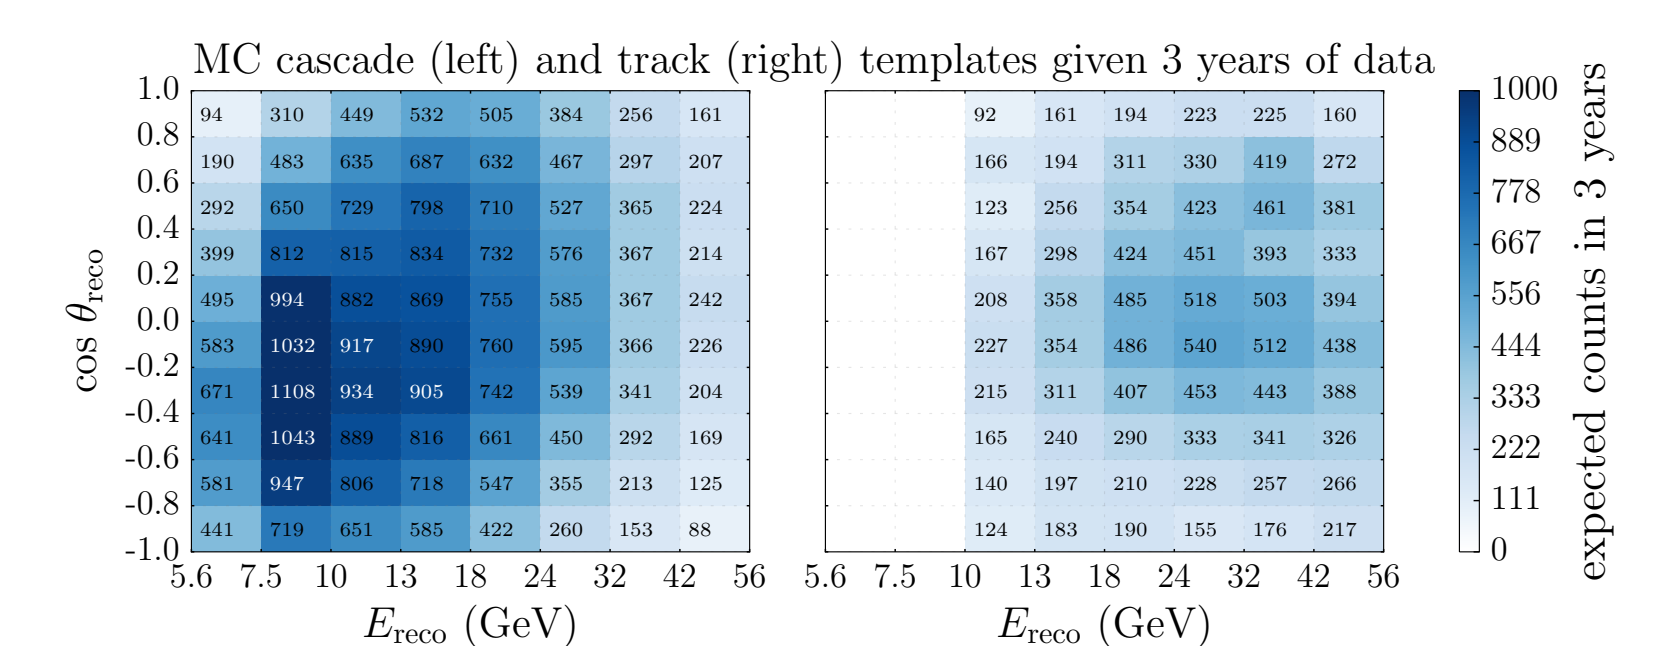 MC cascade (left) and track (right) templates given 3 years of data
1.0
0.8
0.6
0.4
0.2
0.0
-0.2
-0.4
-0.6
-0.8
-1.0
cos θreco
94 310 449 532 505 384 256 161
190 483 635 687 632 467 297 207
292 650 729 798 710 527 365 224
399 812 815 834 732 576 367 214
495 994 882 869 755 585 367 242
583 1032 917 890 760 595 366 226
671 1108 934 905 742 539 341 204
641 1043 889 816 661 450 292 169
581 947 806 718 547 355 213 125
441 719 651 585 422 260 153 88
5.6 7.5 10 13 18 24 32 42 56
Ereco (GeV)
92 161 194 223 225 160
166 194 311 330 419 272
123 256 354 423 461 381
167 298 424 451 393 333
208 358 485 518 503 394
227 354 486 540 512 438
215 311 407 453 443 388
165 240 290 333 341 326
140 197 210 228 257 266
124 183 190 155 176 217
5.6 7.5 10 13 18 24 32 42 56
Ereco (GeV)
1000
889
778
667
556
444
333
222
111
0
expected counts in 3 years